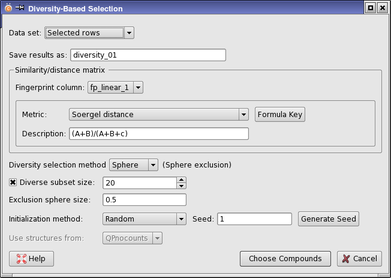 Diversity-Based Selection
Data set: Selected rows
Save results as: diversity_01
Similarity/distance matrix
Fingerprint column: fp_linear_1
Metric: Soergel distance Formula Key
Description: (A+B)/(A+B+c)
Diversity selection method Sphere (Sphere exclusion)
Diverse subset size: 20
Exclusion sphere size: 0.5
Initialization method: Random Seed: 1 Generate Seed
Use structures from: QPnocounts
Help Choose Compounds Cancel